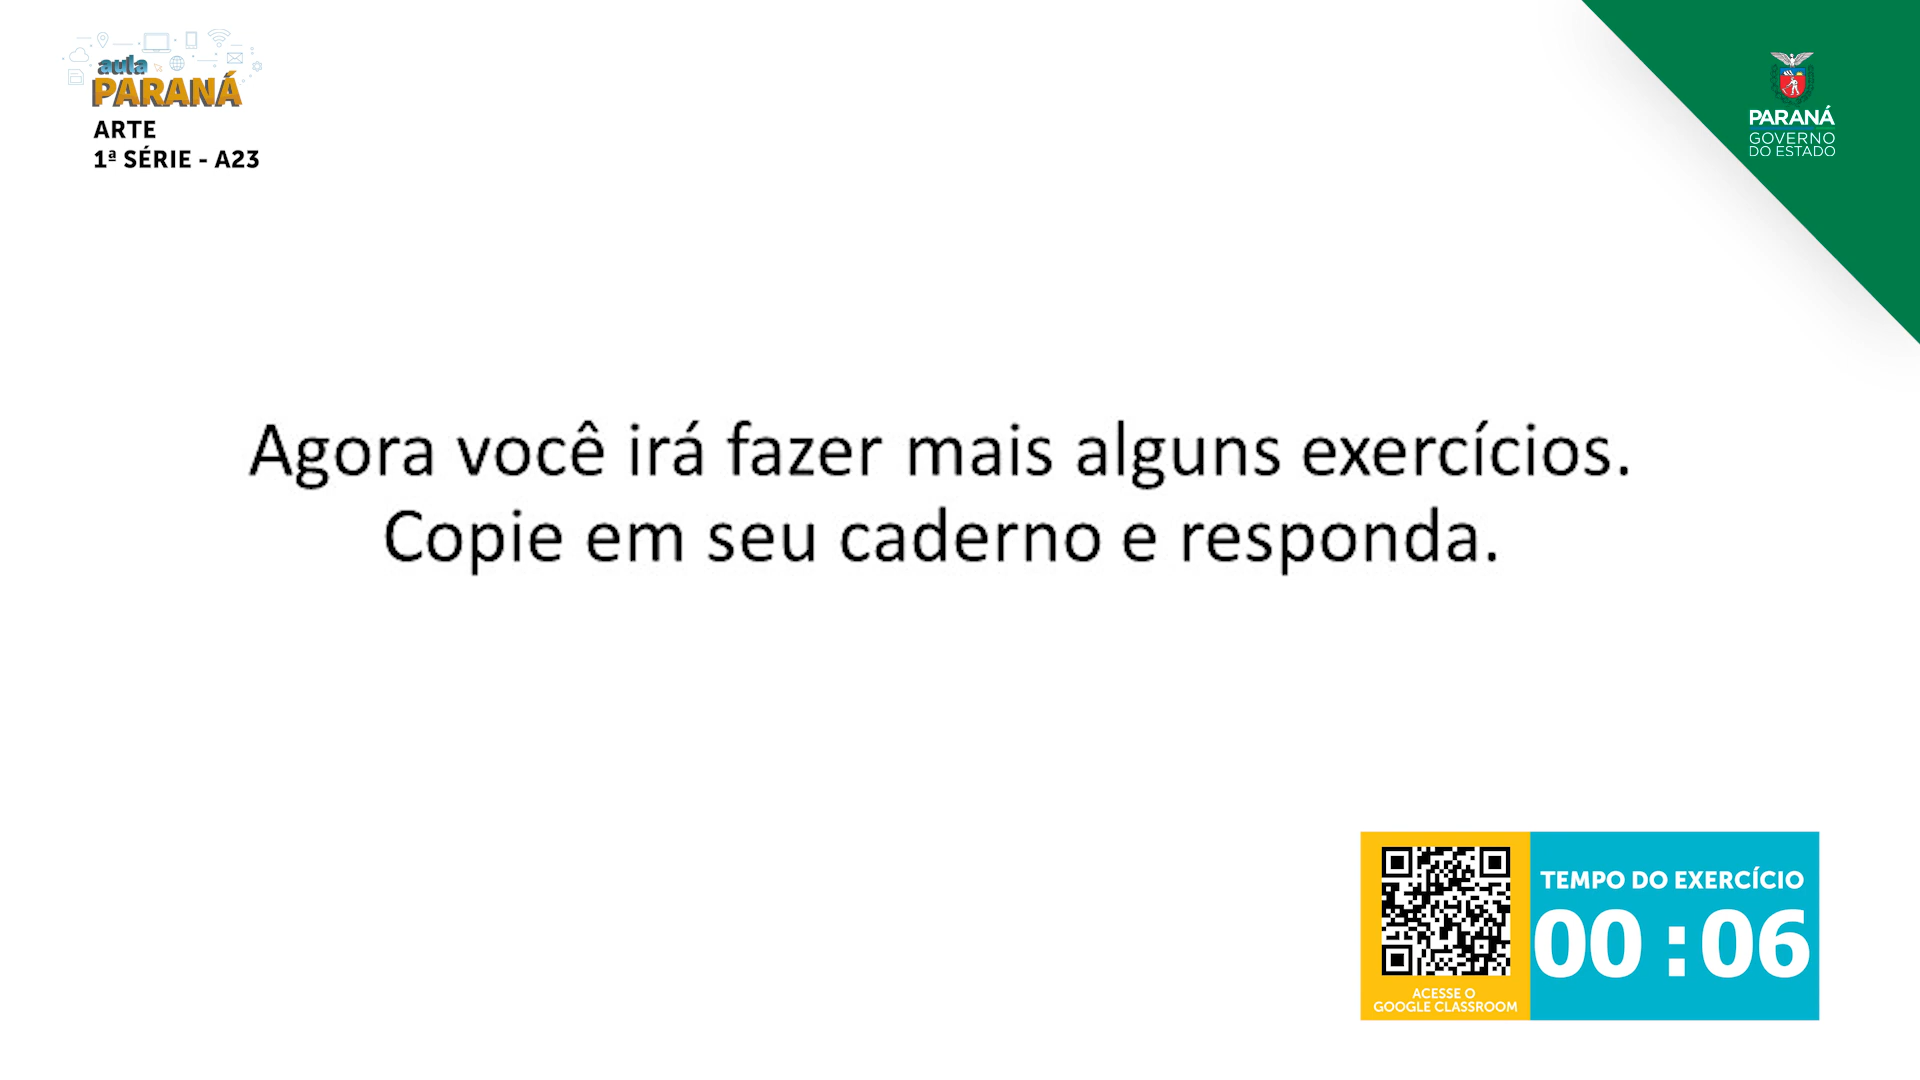 aula
PARANÁ
ARTE
1ª SÉRIE - A23
PARANÁ
GOVERNO
DO ESTADO
Agora você irá fazer mais alguns exercícios.
Copie em seu caderno e responda.
TEMPO DO EXERCÍCIO
00 : 06
ACESSE O
GOOGLE CLASSROOM